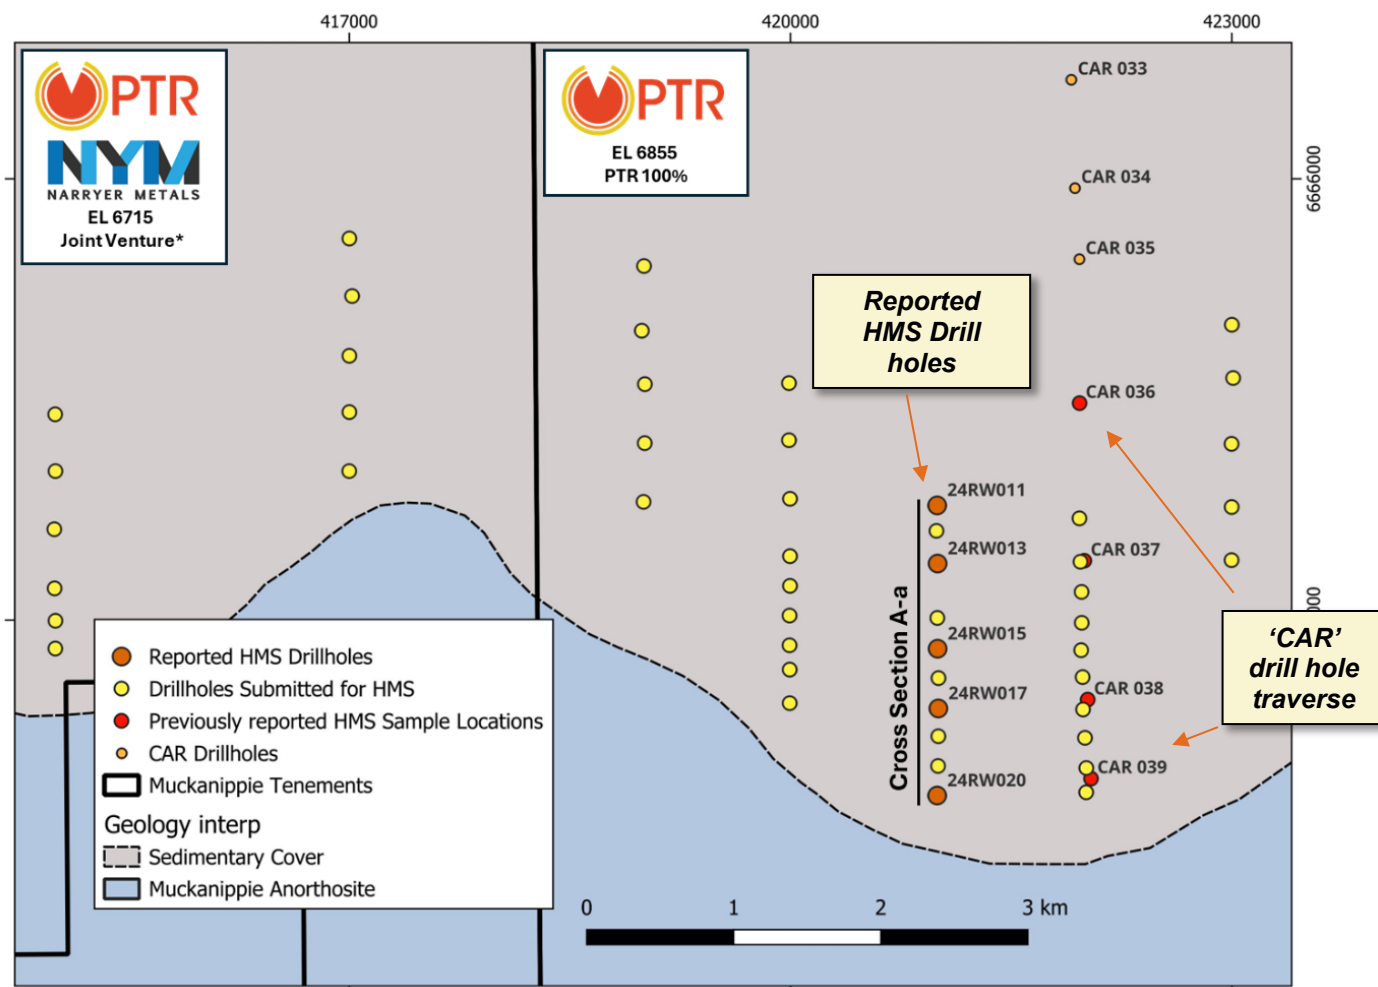 417000
420000
423000
PTR
NYM
NARRYER METALS
EL 6715
Joint Venture*
PTR
EL 6855
PTR 100%
CAR 033
6666000
CAR 034
CAR 035
Reported
HMS Drill
holes
CAR 036
24RW011
24RW013
CAR 037
Cross Section A-a
24RW015
24RW017
CAR 038
CAR 039
24RW020
‘CAR’
drill hole
traverse
Reported HMS Drillholes
Drillholes Submitted for HMS
Previously reported HMS Sample Locations
CAR Drillholes
Muckanippie Tenements
Geology interp
Sedimentary Cover
Muckanippie Anorthosite
0 1 2 3 km